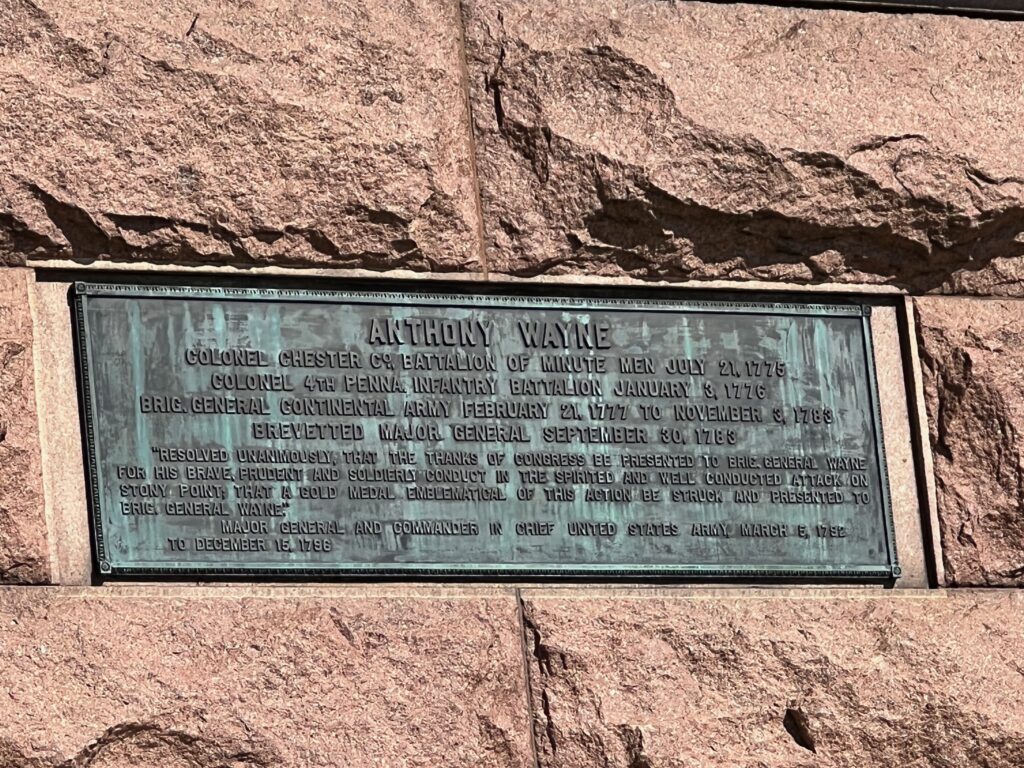 ANTHONY WAYNE
COLONEL CHESTER CO. BATTALION OF MINUTE MEN JULY 21, 1775
COLONEL 4TH PENNA. INFANTRY BATTALION JANUARY 3, 1776
BRIG. GENERAL CONTINENTAL ARMY FEBRUARY 21, 1777 TO NOVEMBER 3, 1783
BREVETTED MAJOR GENERAL SEPTEMBER 30, 1783
"RESOLVED UNANIMOUSLY, THAT THE THANKS OF CONGRESS BE PRESENTED TO BRIG. GENERAL WAYNE
FOR HIS BRAVE, PRUDENT AND SOLDIERLY CONDUCT IN THE SPIRITED AND WELL CONDUCTED ATTACK ON
STONY POINT; THAT A GOLD MEDAL EMBLEMATICAL OF THIS ACTION BE STRUCK AND PRESENTED TO
BRIG. GENERAL WAYNE."
MAJOR GENERAL AND COMMANDER IN CHIEF UNITED STATES ARMY, MARCH 5, 1792
TO DECEMBER 15, 1796